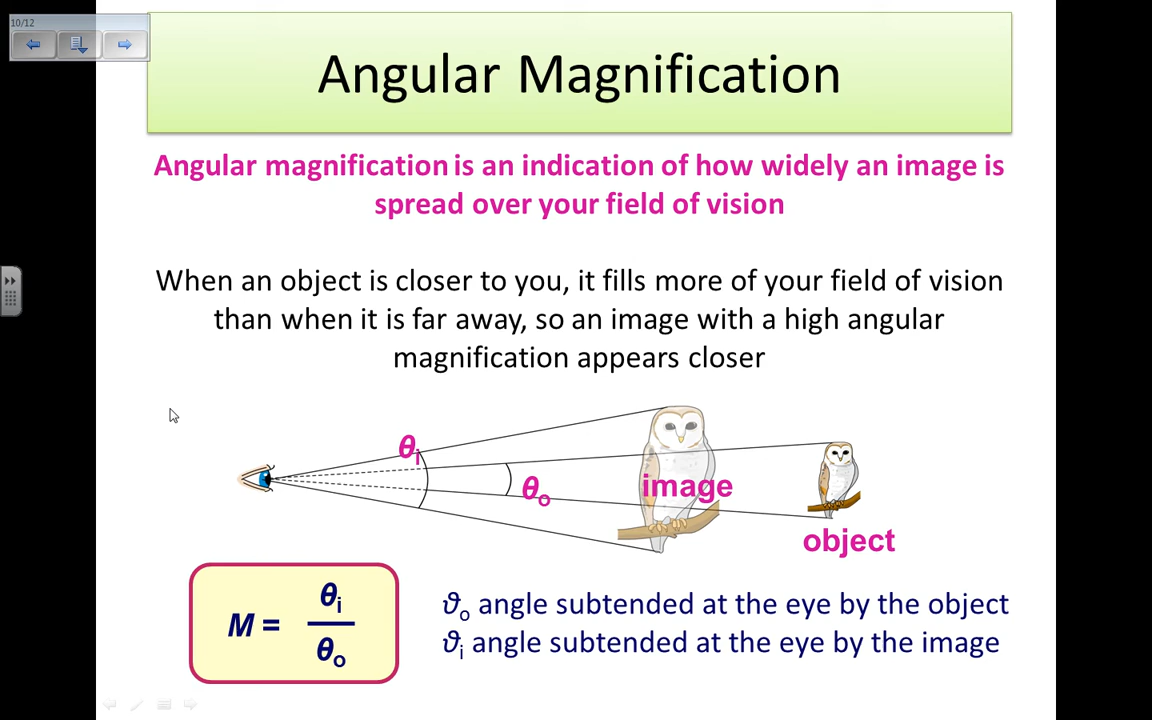 10/12
Angular Magnification
Angular magnification is an indication of how widely an image is
spread over your field of vision
When an object is closer to you, it fills more of your field of vision
than when it is far away, so an image with a high angular
magnification appears closer
θi
θo
image
object
M = θi / θo
ϑo angle subtended at the eye by the object
ϑi angle subtended at the eye by the image